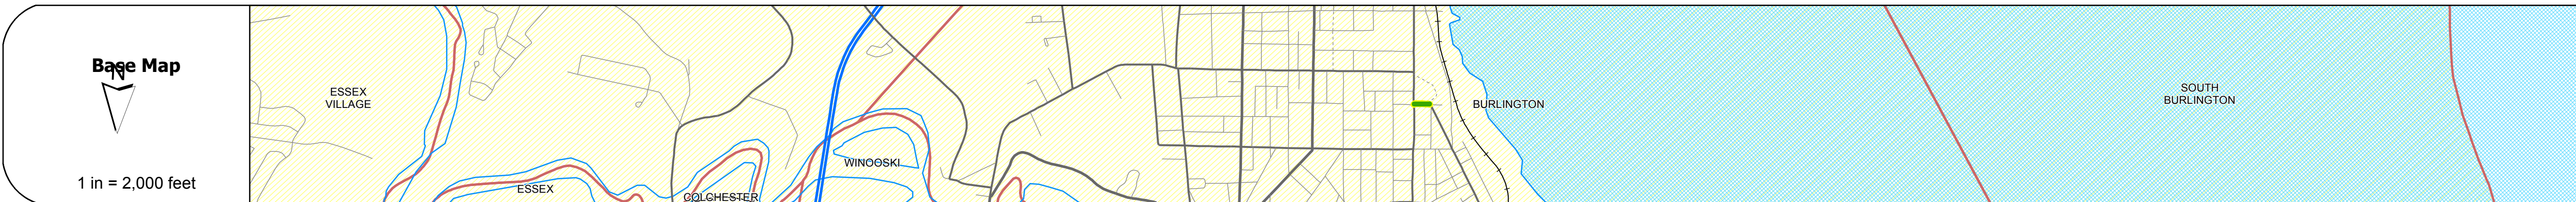 Base Map
N
1 in = 2,000 feet
ESSEX
VILLAGE
ESSEX
COLCHESTER
WINOOSKI
BURLINGTON
SOUTH
BURLINGTON